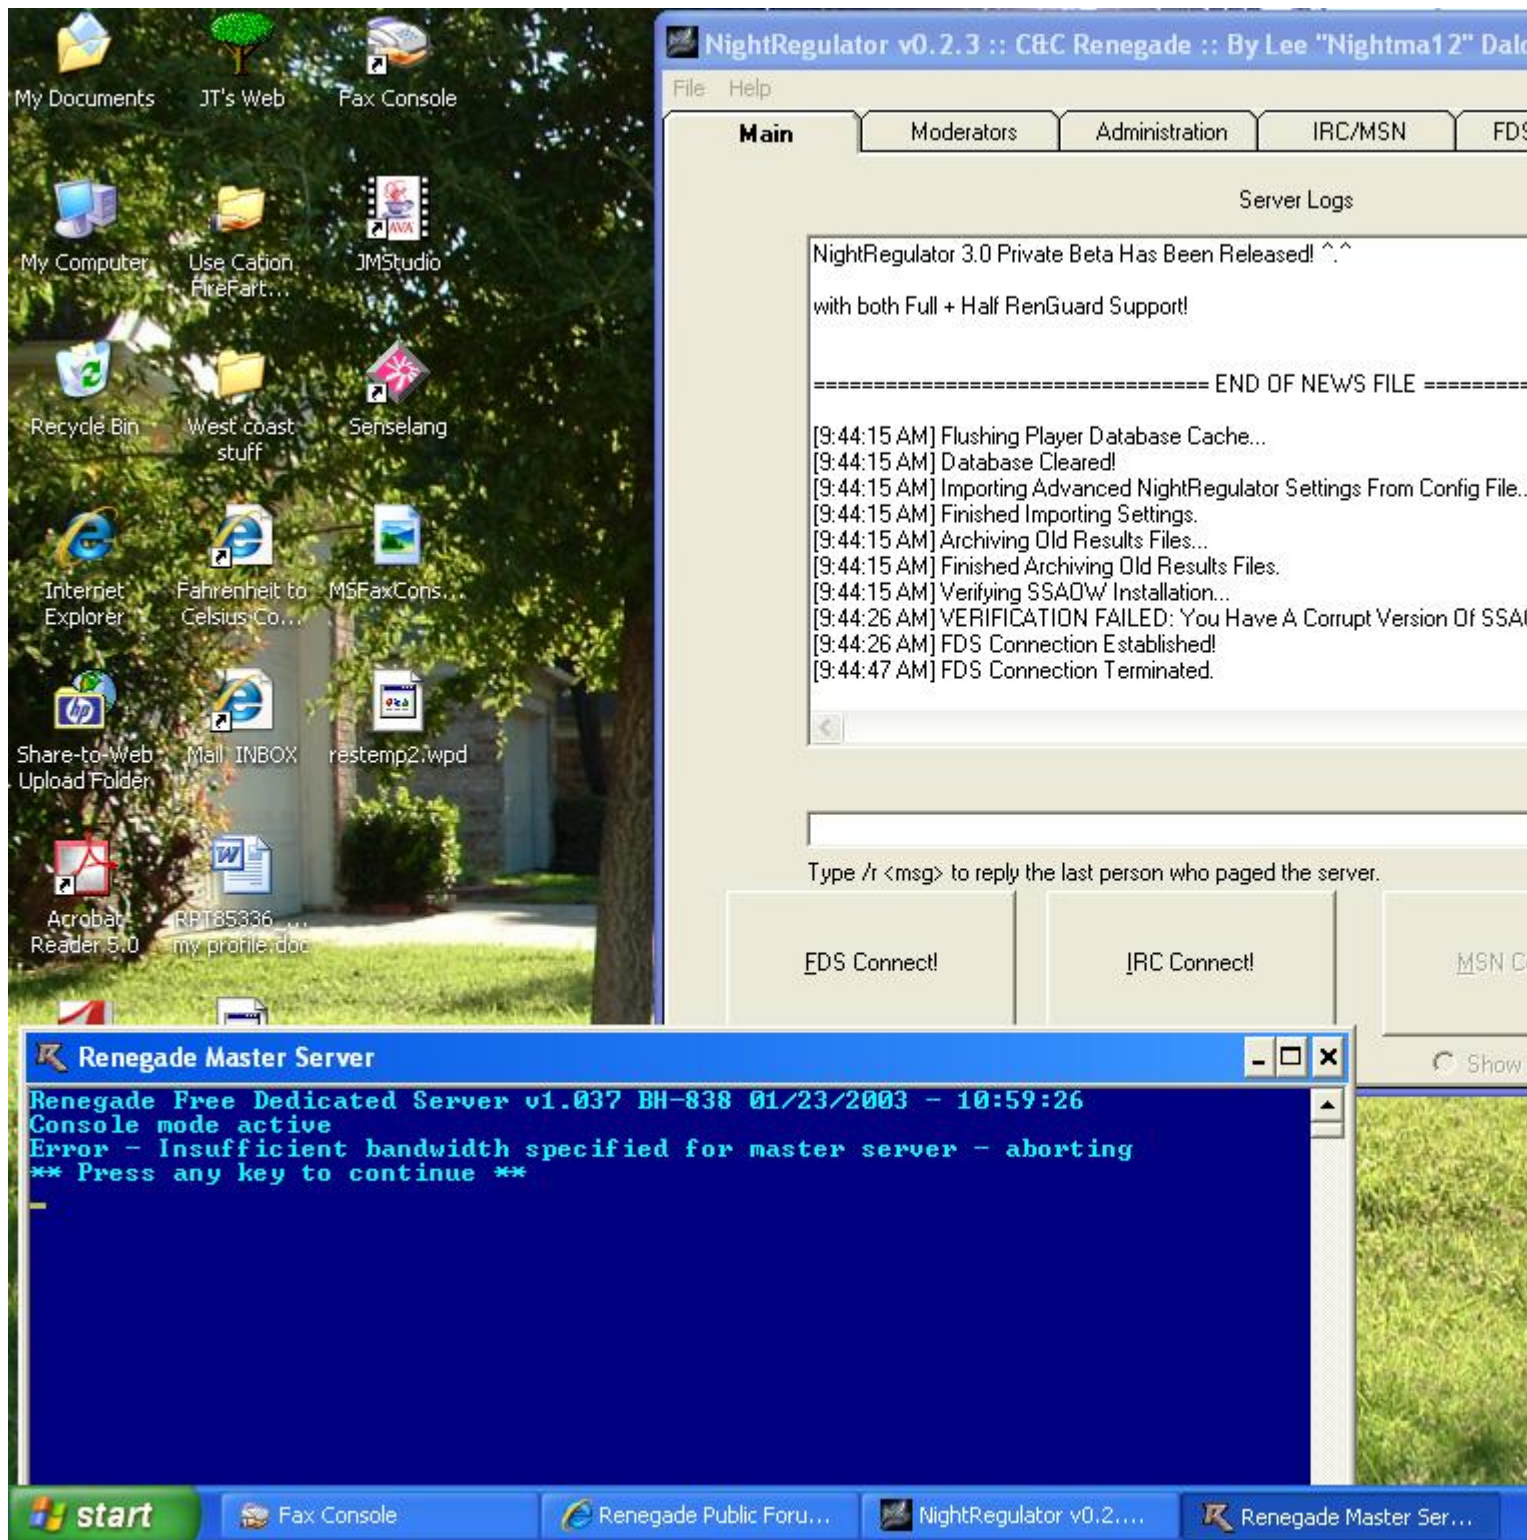 My Documents
JT's Web
Fax Console
My Computer
Use Cation
FireFart...
JMStudio
JAVA
Recycle Bin
West coast
stuff
Senselang
Internet
Explorer
Fahrenheit to
Celsius Co...
MSFaxCons...
hp
Share-to-Web
Upload Folder
Mail INBOX
restemp2.wpd
Acrobat
Reader 5.0
W
RPT85336_...
my profile.doc
NightRegulator v0.2.3 :: C&C Renegade :: By Lee "Nightma12"
File Help
Main
Moderators
Administration
IRC/MSN
Server Logs
NightRegulator 3.0 Private Beta Has Been Released! ^.^
with both Full + Half RenGuard Support!
================================= END OF NEWS FILE =========
[9:44:15 AM] Flushing Player Database Cache...
[9:44:15 AM] Database Cleared!
[9:44:15 AM] Importing Advanced NightRegulator Settings From Config File..
[9:44:15 AM] Finished Importing Settings.
[9:44:15 AM] Archiving Old Results Files...
[9:44:15 AM] Finished Archiving Old Results Files.
[9:44:15 AM] Verifying SSAOW Installation...
[9:44:26 AM] VERIFICATION FAILED: You Have A Corrupt Version Of
[9:44:26 AM] FDS Connection Established!
[9:44:47 AM] FDS Connection Terminated.
Type /r <msg> to reply the last person who paged the server.
FDS Connect!
IRC Connect!
MSN
Show
Renegade Master Server
Renegade Free Dedicated Server v1.037 BH-838 01/23/2003 - 10:59:26
Console mode active
Error - Insufficient bandwidth specified for master server - aborting
** Press any key to continue **
start
Fax Console
Renegade Public Foru...
NightRegulator v0.2....
Renegade Master Ser...